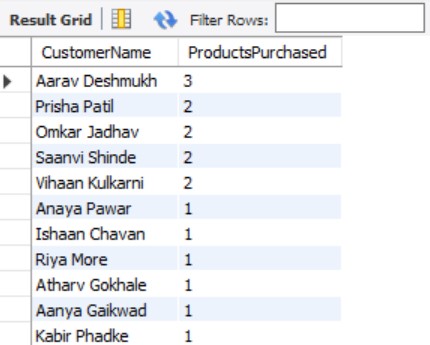 Result Grid Filter Rows:
CustomerName ProductsPurchased
Aarav Deshmukh 3
Prisha Patil 2
Omkar Jadhav 2
Saanvi Shinde 2
Vihaan Kulkarni 2
Anaya Pawar 1
Ishaan Chavan 1
Riya More 1
Atharv Gokhale 1
Aanya Gaikwad 1
Kabir Phadke 1